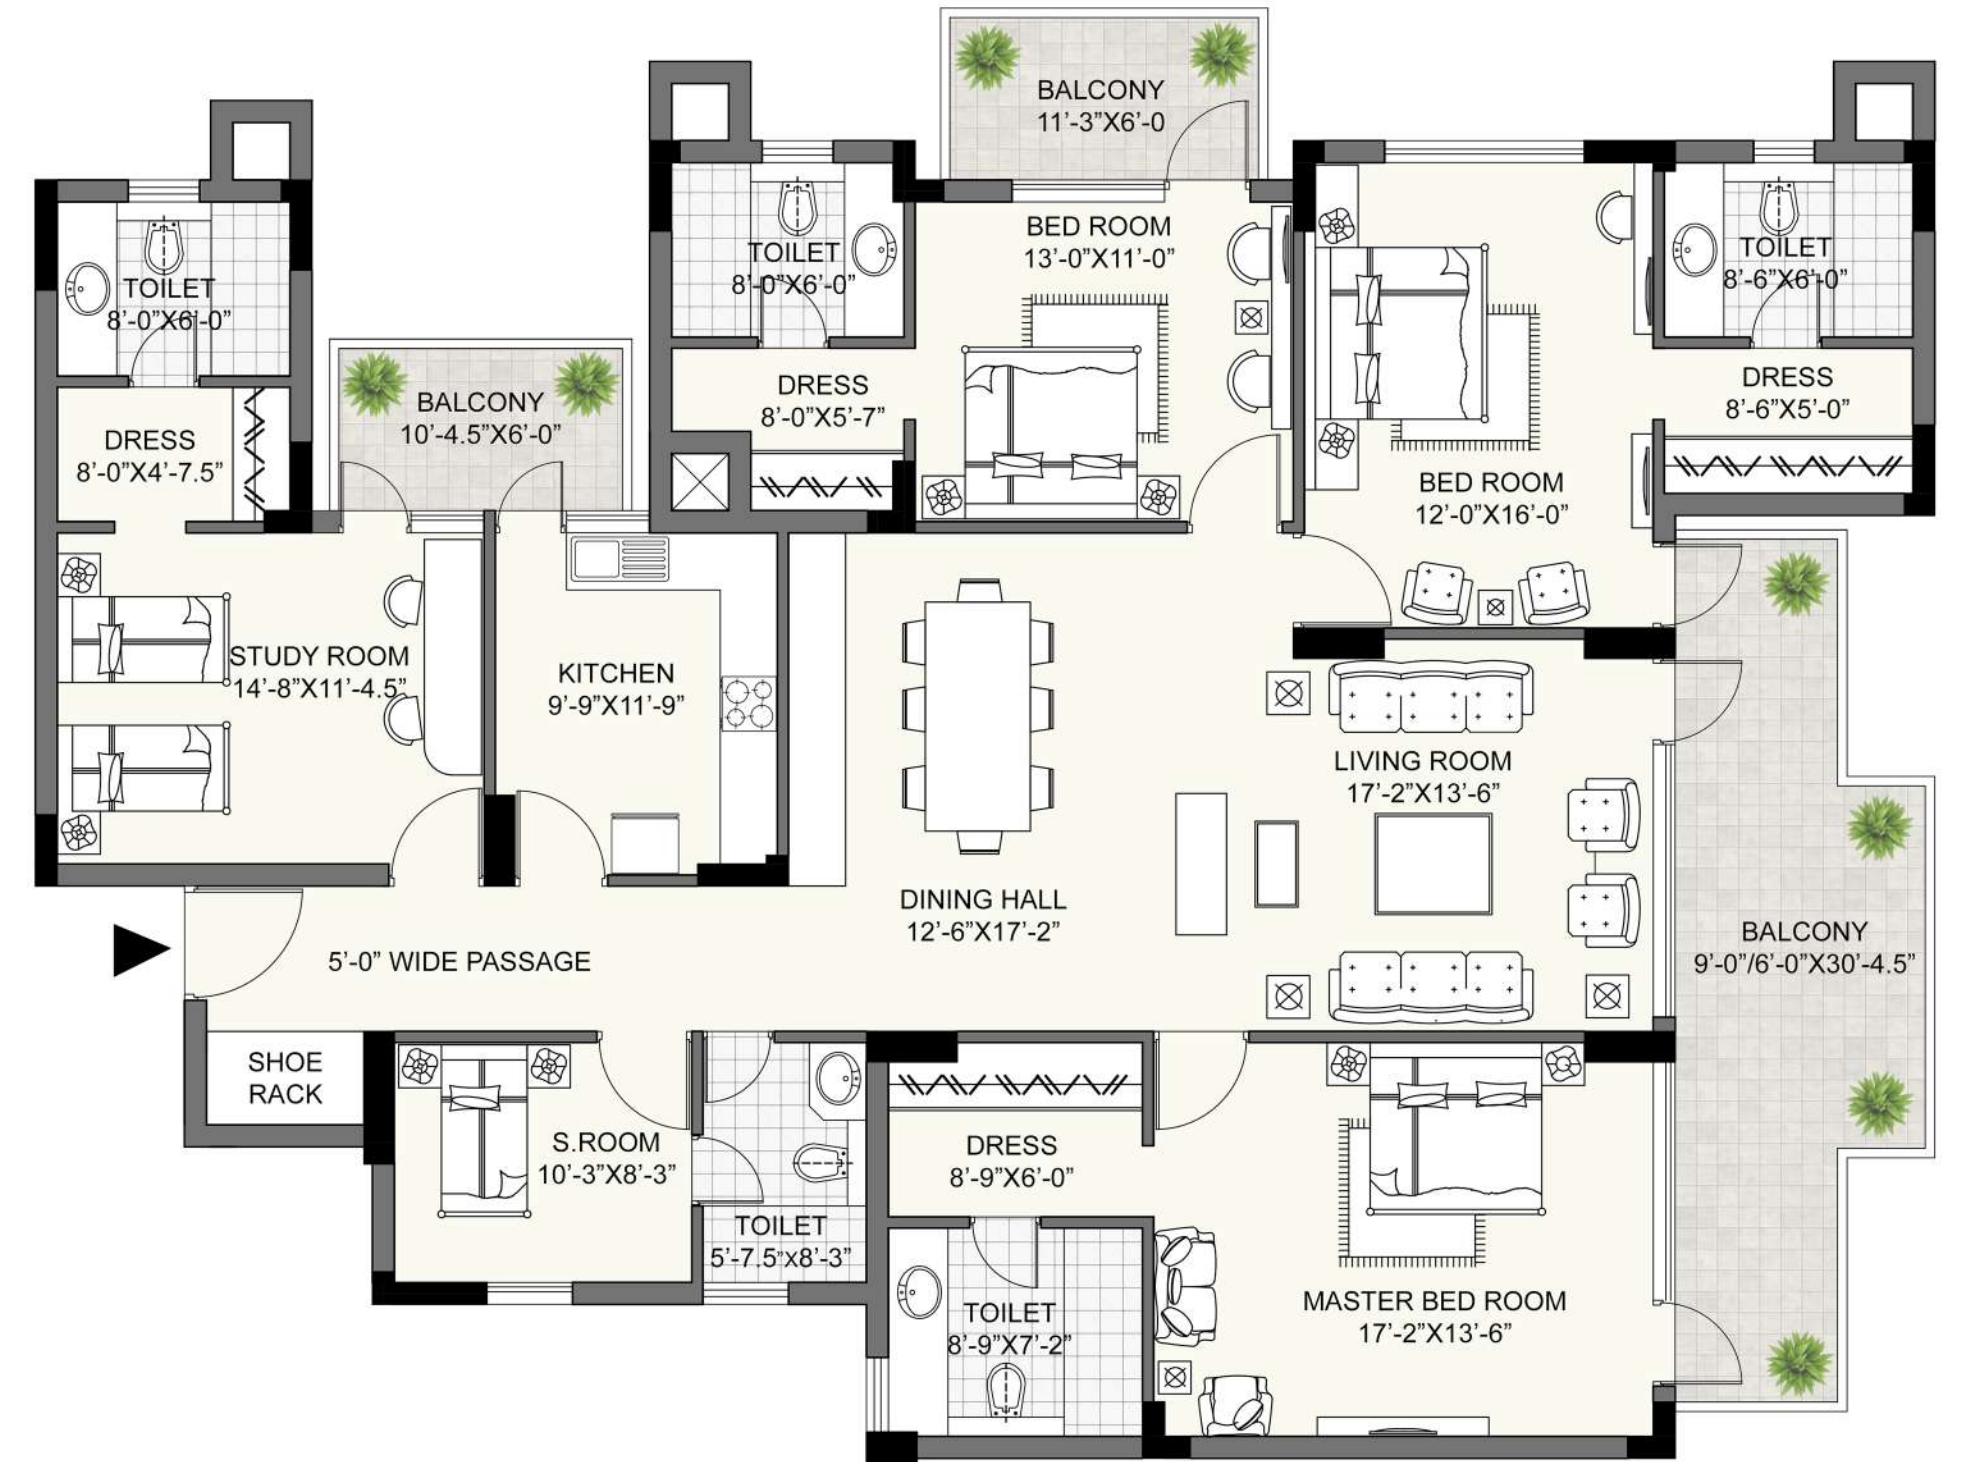 BALCONY
11’-3”X6’-0
BED ROOM
13’-0”X11’-0”
TOILET
8’-0”X6’-0”
TOILET
8’-6”X6’-0”
TOILET
8’-0”X6’-0”
DRESS
8’-0”X5’-7”
DRESS
8’-6”X5’-0”
BALCONY
10’-4.5”X6’-0”
DRESS
8’-0”X4’-7.5”
BED ROOM
12’-0”X16’-0”
STUDY ROOM
14’-8”X11’-4.5”
KITCHEN
9’-9”X11’-9”
LIVING ROOM
17’-2”X13’-6”
DINING HALL
12’-6”X17’-2”
BALCONY
9’-0”/6’-0”X30’-4.5”
5’-0” WIDE PASSAGE
SHOE
RACK
S.ROOM
10’-3”X8’-3”
DRESS
8’-9”X6’-0”
TOILET
5’-7.5”X8’-3”
TOILET
8’-9”X7’-2”
MASTER BED ROOM
17’-2”X13’-6”